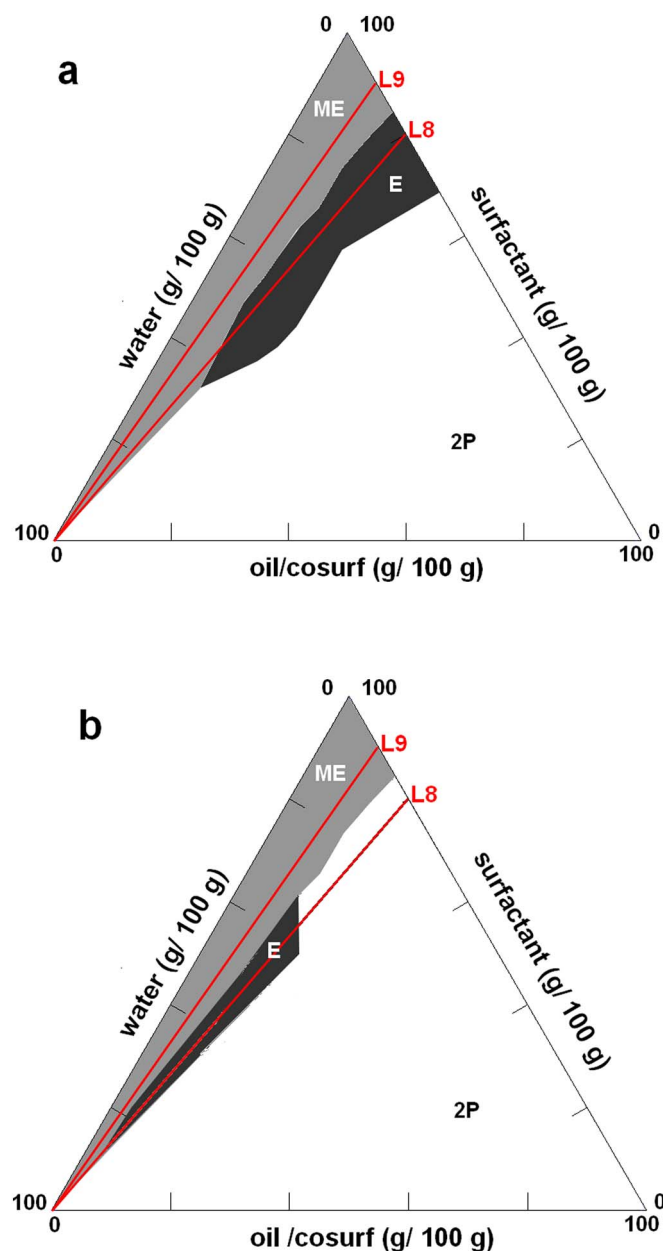 0 100
a
L9
ME
L8
E
water (g/ 100 g)
surfactant (g/ 100 g)
2P
100
0
0
100
oil/cosurf (g/ 100 g)
0 100
b
L9
ME
L8
E
water (g/ 100 g)
surfactant (g/ 100 g)
2P
100
0
0
100
oil /cosurf (g/ 100 g)